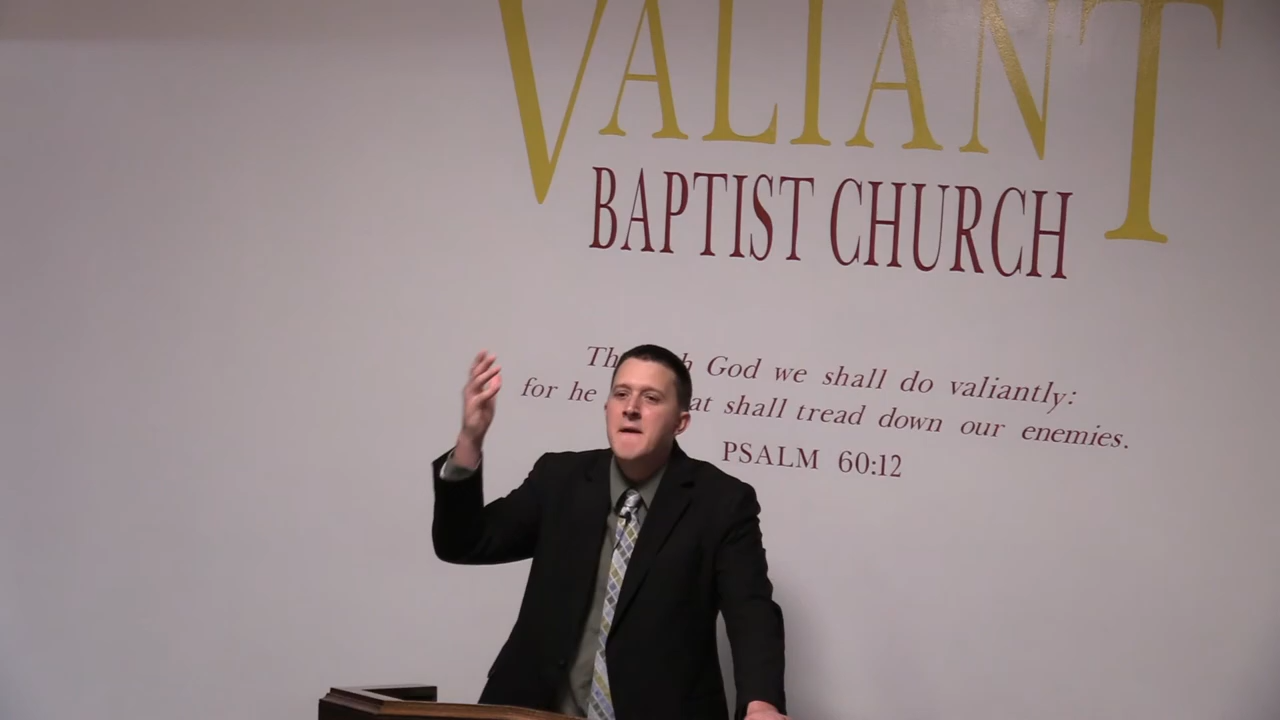 VALIANT
BAPTIST CHURCH
God we shall do valiantly:
for he shall tread down our enemies.
PSALM 60:12